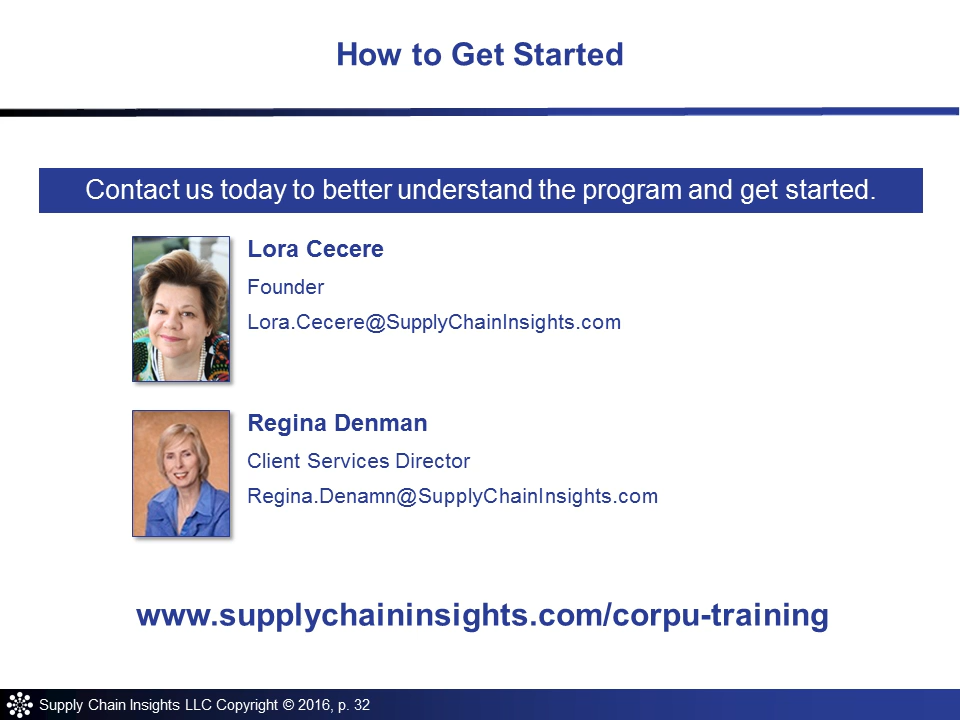 How to Get Started
Contact us today to better understand the program and get started.
Lora Cecere
Founder
Lora.Cecere@SupplyChainInsights.com
Regina Denman
Client Services Director
Regina.Denamn@SupplyChainInsights.com
www.supplychaininsights.com/corpu-training
Supply Chain Insights LLC Copyright © 2016, p. 32